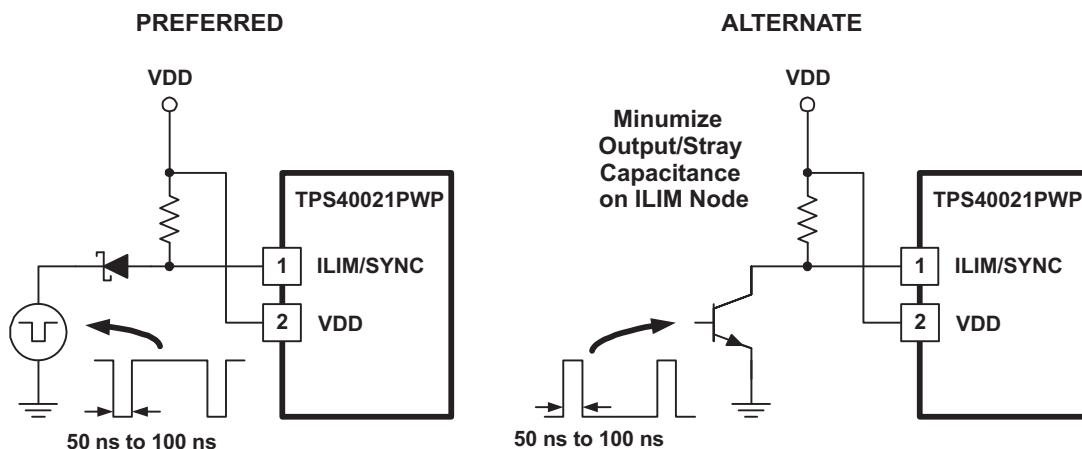 PREFERRED
VDD
TPS40021PWP
1
ILIM/SYNC
2
VDD
50 ns to 100 ns
ALTERNATE
VDD
Minumize
Output/Stray
Capacitance
on ILIM Node
TPS40021PWP
1
ILIM/SYNC
2
VDD
50 ns to 100 ns